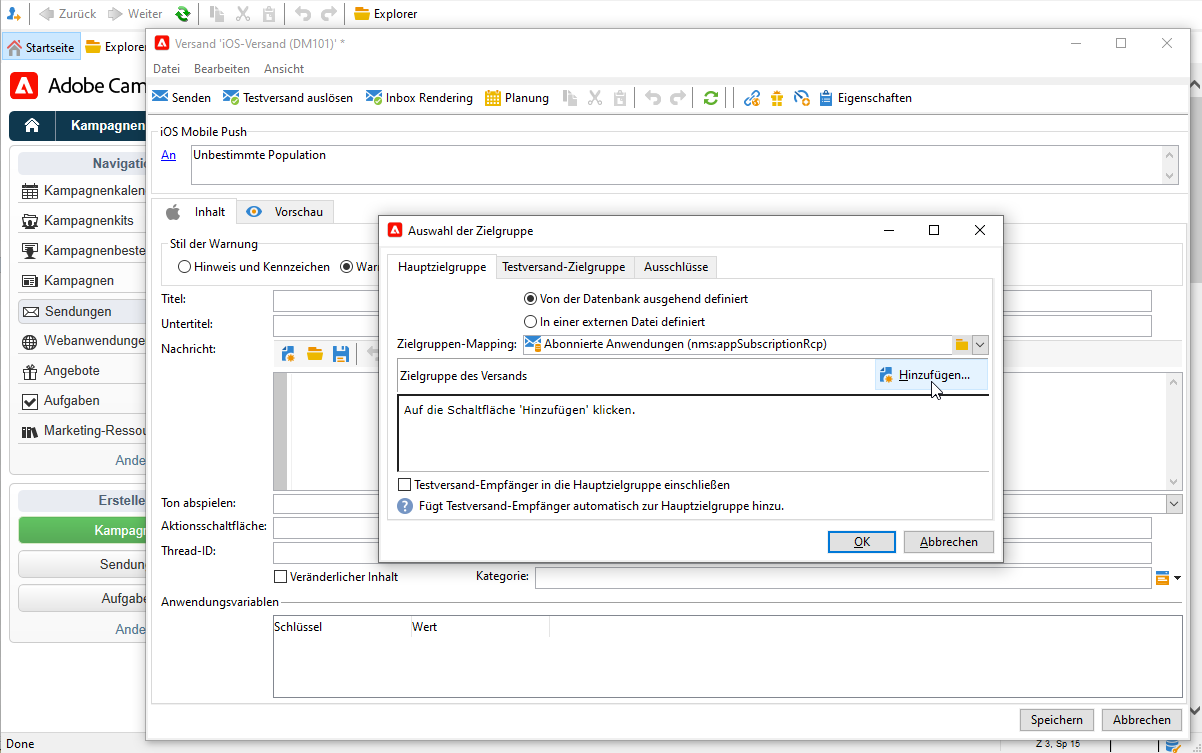 Zurück Weiter Explorer
Startseite Explorer
Versand 'iOS-Versand (DM101)' *
Datei Bearbeiten Ansicht
Adobe Cam
Senden Testversand auslösen Inbox Rendering Planung Eigenschaften
Kampagnen
iOS Mobile Push
An Unbestimmte Population
Navigati
Kampagnenkalen
Kampagnenkits
Kampagnenbeste
Kampagnen
Sendungen
Webanwendunge
Angebote
Aufgaben
Marketing-Ressou
Ande
Erstelle
Kampagn
Sendun
Aufgabe
Ande
Inhalt Vorschau
Stil der Warnung
Hinweis und Kennzeichen War
Titel:
Untertitel:
Nachricht:
Auswahl der Zielgruppe
Hauptzielgruppe Testversand-Zielgruppe Ausschlüsse
Von der Datenbank ausgehend definiert
In einer externen Datei definiert
Zielgruppen-Mapping: Abonnierte Anwendungen (nms:appSubscriptionRcp)
Zielgruppe des Versands Hinzufügen...
Auf die Schaltfläche 'Hinzufügen' klicken.
Testversand-Empfänger in die Hauptzielgruppe einschließen
Fügt Testversand-Empfänger automatisch zur Hauptzielgruppe hinzu.
OK Abbrechen
Ton abspielen:
Aktionsschaltfläche:
Thread-ID:
Veränderlicher Inhalt Kategorie:
Anwendungsvariablen
Schlüssel Wert
Speichern Abbrechen
Done Z 3, Sp 15